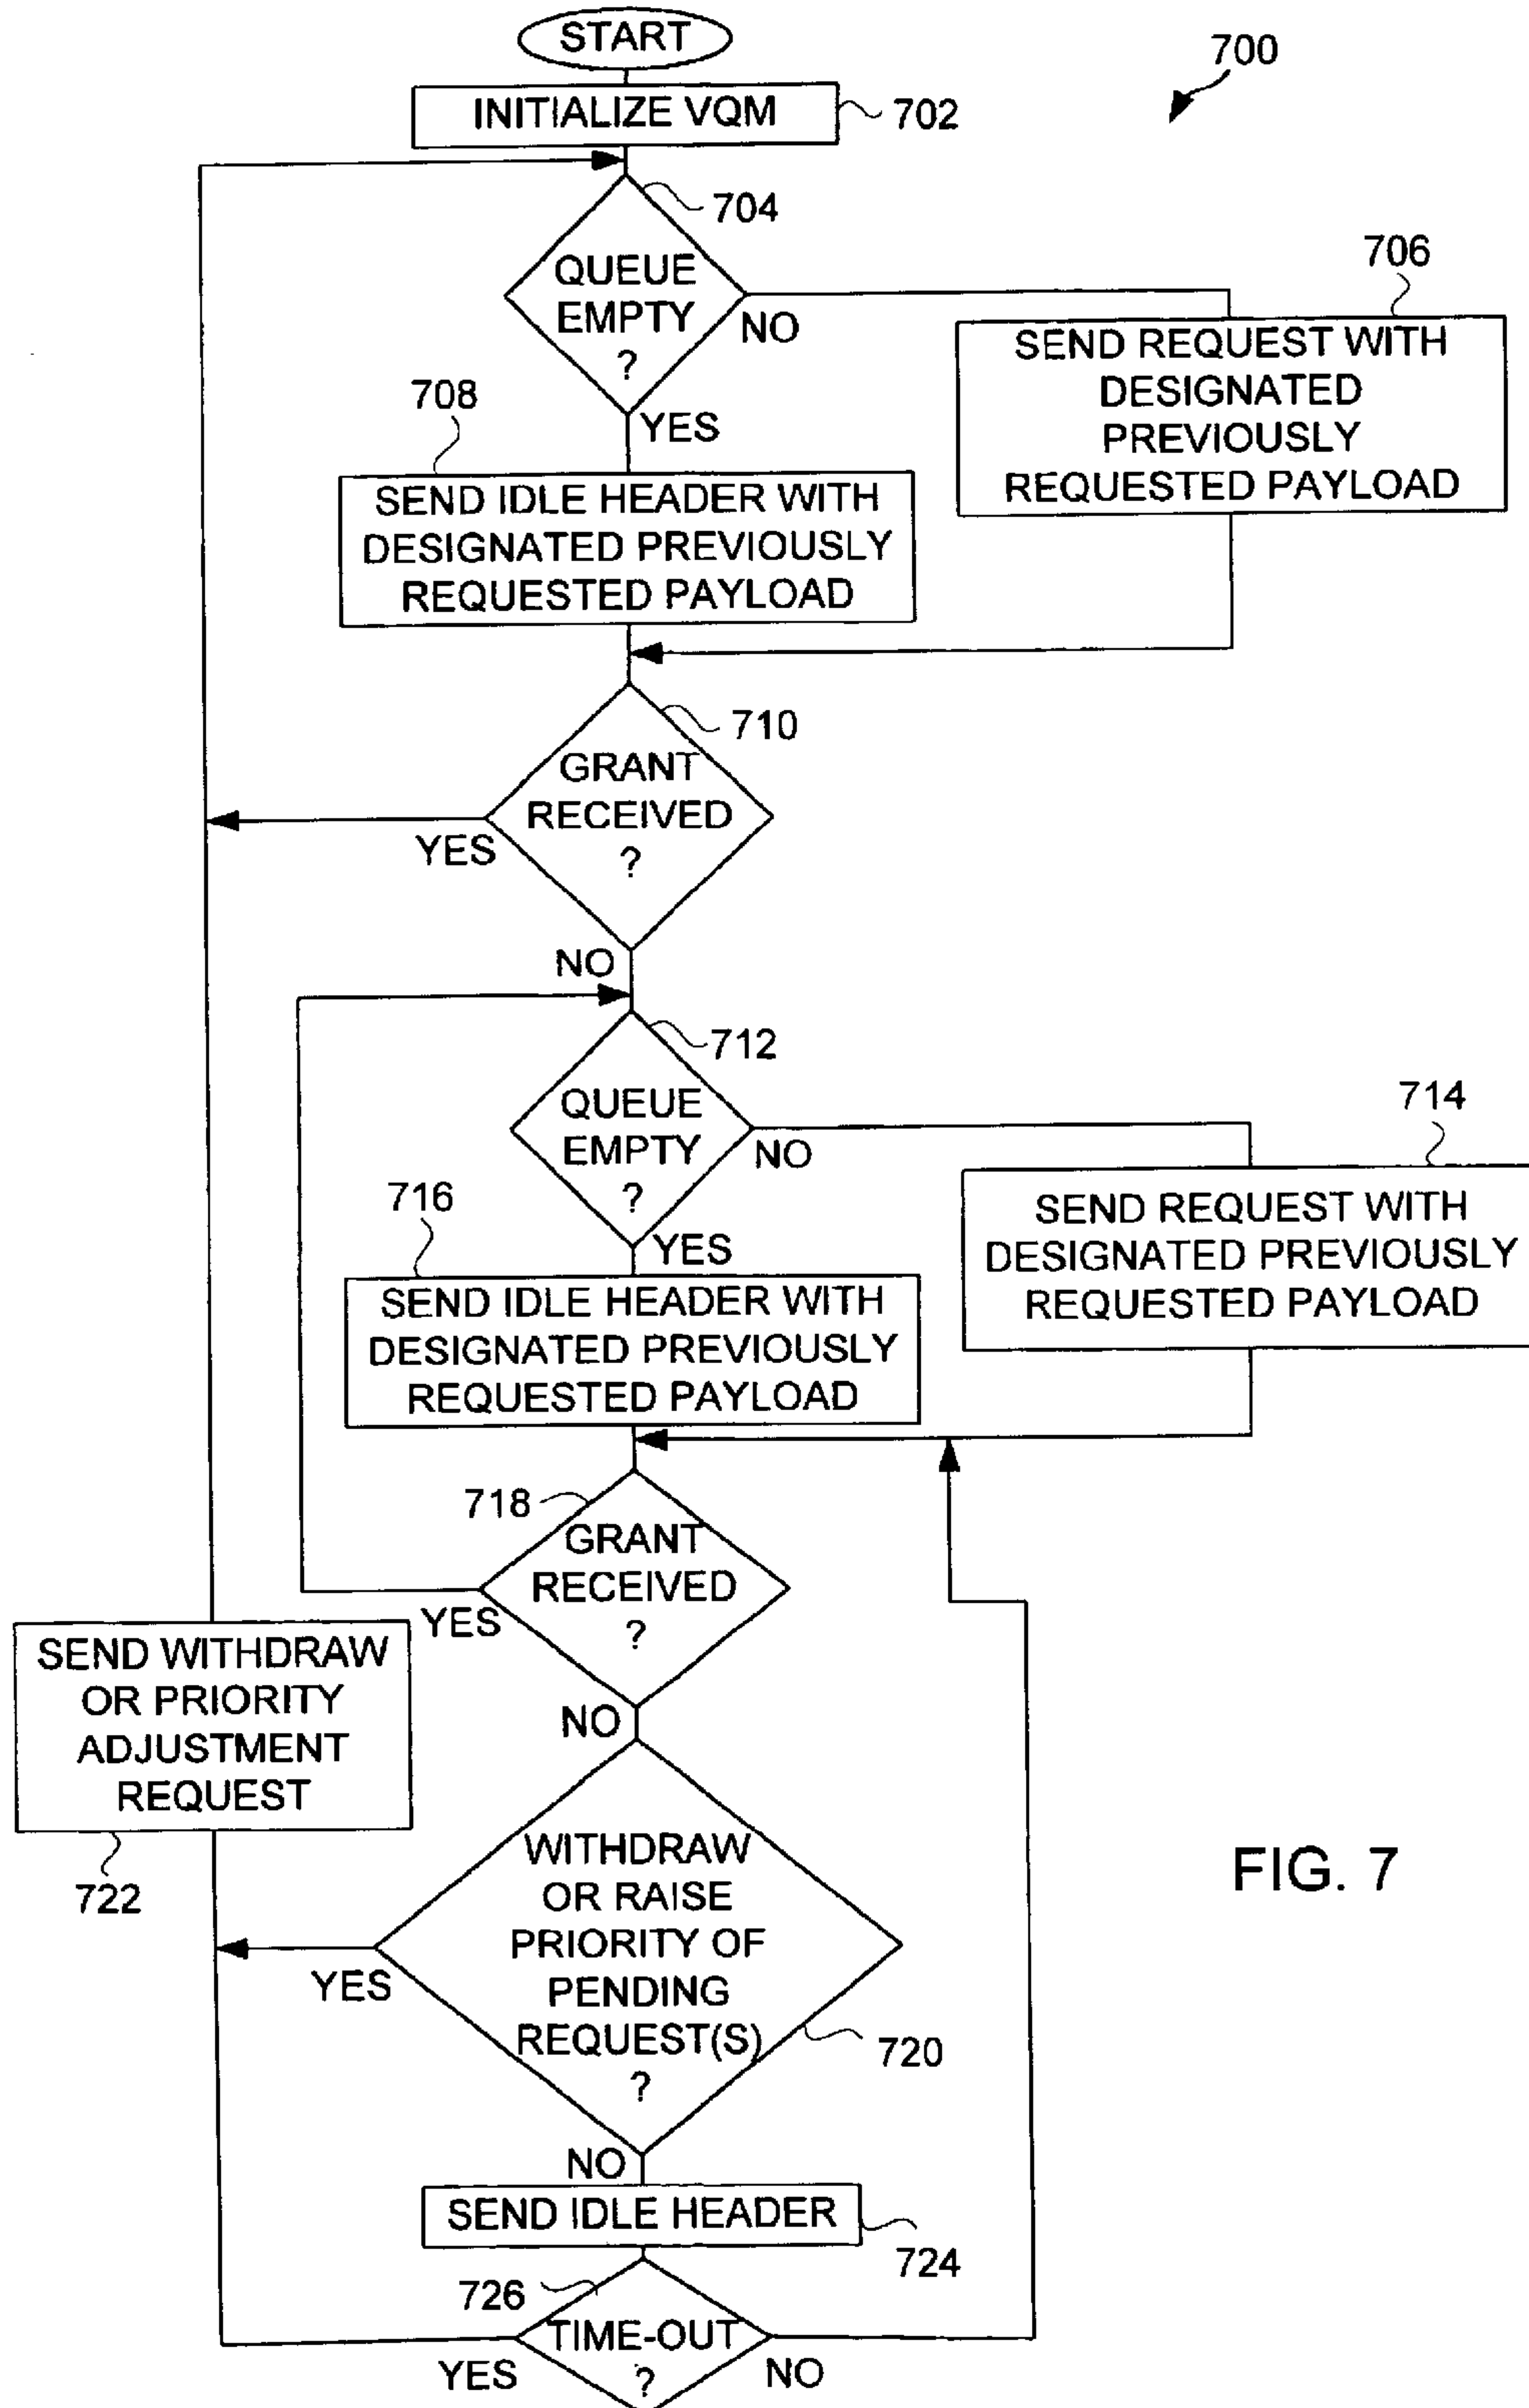 START
700
INITIALIZE VQM
702
704
QUEUE
EMPTY
?
NO
YES
706
SEND REQUEST WITH
DESIGNATED
PREVIOUSLY
REQUESTED PAYLOAD
708
SEND IDLE HEADER WITH
DESIGNATED PREVIOUSLY
REQUESTED PAYLOAD
710
GRANT
RECEIVED
?
YES
NO
712
QUEUE
EMPTY
?
NO
YES
714
SEND REQUEST WITH
DESIGNATED PREVIOUSLY
REQUESTED PAYLOAD
716
SEND IDLE HEADER WITH
DESIGNATED PREVIOUSLY
REQUESTED PAYLOAD
718
GRANT
RECEIVED
?
YES
NO
SEND WITHDRAW
OR PRIORITY
ADJUSTMENT
REQUEST
722
WITHDRAW
OR RAISE
PRIORITY OF
PENDING
REQUEST(S)
?
720
YES
NO
FIG. 7
SEND IDLE HEADER
724
726
TIME-OUT
?
YES
NO